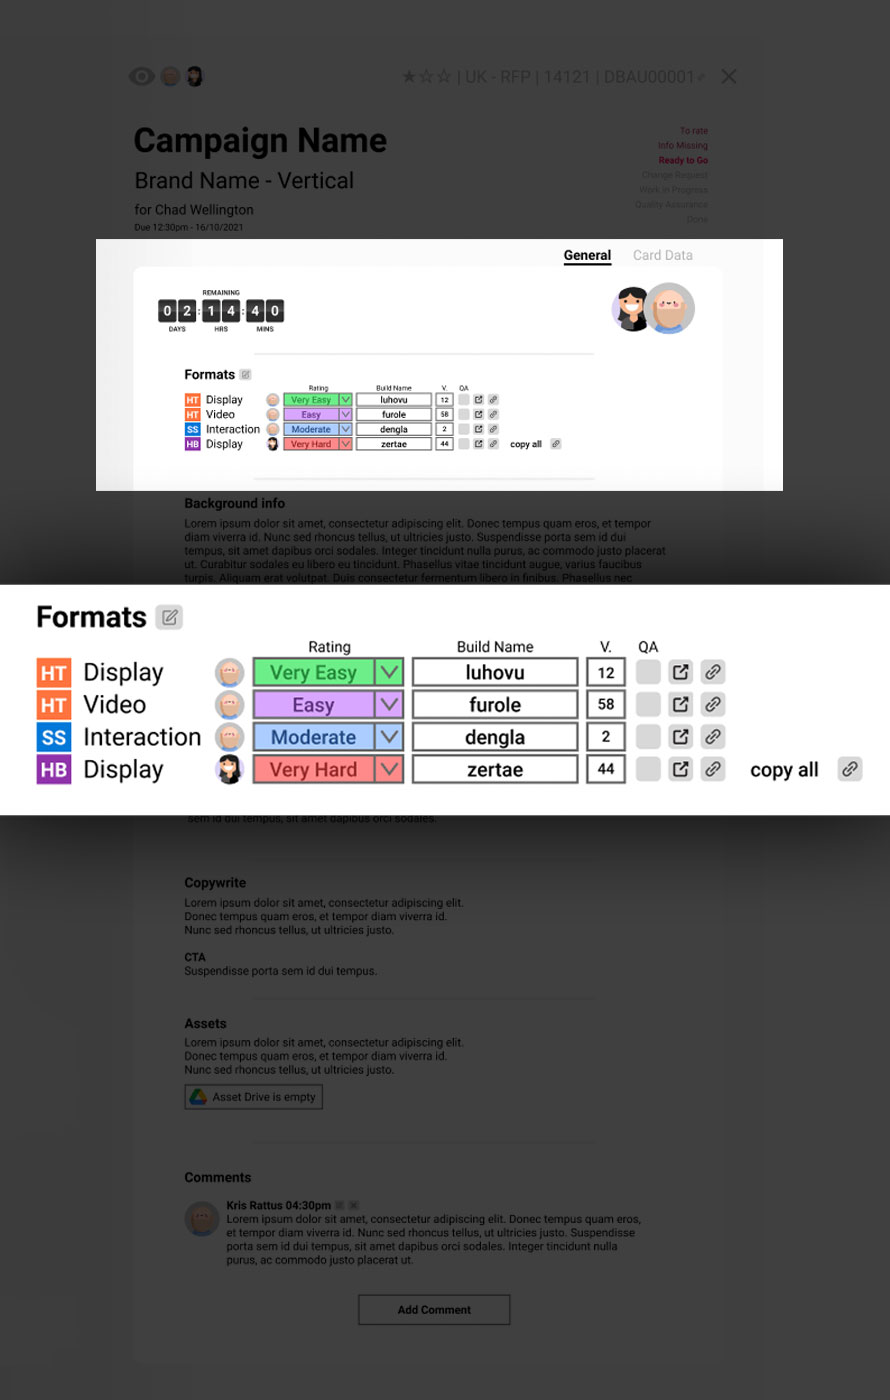 ★☆☆ | UK - RFP | 14121 | DBAU00001
Campaign Name
Brand Name - Vertical
for Chad Wellington
Due 12:30pm - 16/10/2021
To rate
Info Missing
Ready to Go
Change Request
Work in Progress
Quality Assurance
Done
General Card Data
REMAINING
02:14:40
DAYS HRS MINS
Formats
Rating Build Name V. QA
HT Display Very Easy luhovu 12
HT Video Easy furole 58
SS Interaction Moderate dengla 2
HB Display Very Hard zertae 44 copy all
Background info
Lorem ipsum dolor sit amet, consectetur adipiscing elit. Donec tempus quam eros, et tempor
diam viverra id. Nunc sed rhoncus tellus, ut ultricies justo. Suspendisse porta sem id dui
tempus, sit amet dapibus orci sodales. Integer tincidunt nulla purus, ac commodo justo placerat
ut. Curabitur sodales eu libero eu tincidunt. Phasellus vitae tincidunt augue, varius faucibus
turpis. Aliquam erat volutpat. Duis consectetur fermentum libero in finibus. Phasellus nec
Formats
Rating Build Name V. QA
HT Display Very Easy luhovu 12
HT Video Easy furole 58
SS Interaction Moderate dengla 2
HB Display Very Hard zertae 44 copy all
sem id dui tempus, sit amet dapibus orci sodales.
Copywrite
Lorem ipsum dolor sit amet, consectetur adipiscing elit.
Donec tempus quam eros, et tempor diam viverra id.
Nunc sed rhoncus tellus, ut ultricies justo.
CTA
Suspendisse porta sem id dui tempus.
Assets
Lorem ipsum dolor sit amet, consectetur adipiscing elit.
Donec tempus quam eros, et tempor diam viverra id.
Nunc sed rhoncus tellus, ut ultricies justo.
Asset Drive is empty
Comments
Kris Rattus 04:30pm
Lorem ipsum dolor sit amet, consectetur adipiscing elit. Donec tempus quam eros,
et tempor diam viverra id. Nunc sed rhoncus tellus, ut ultricies justo. Suspendisse
porta sem id dui tempus, sit amet dapibus orci sodales. Integer tincidunt nulla
purus, ac commodo justo placerat ut.
Add Comment